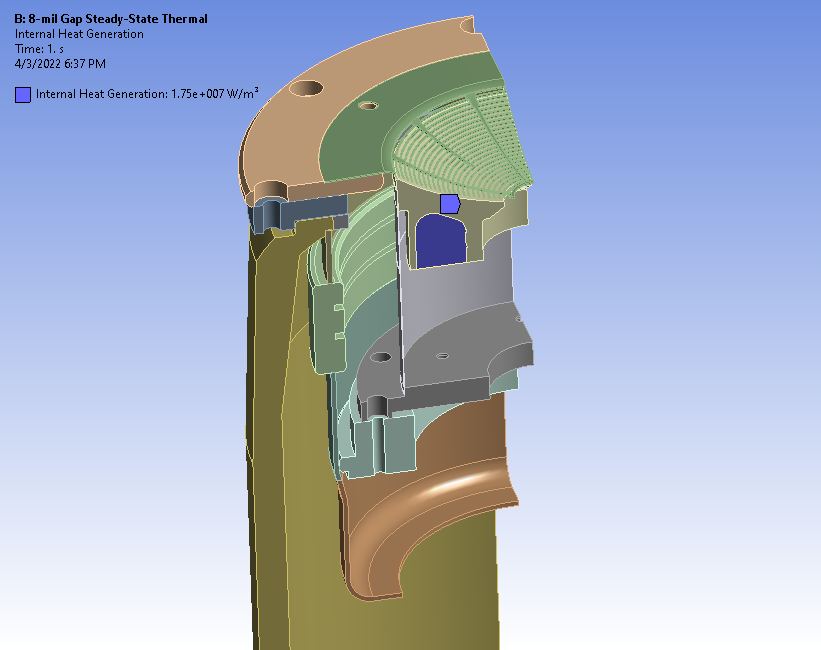 B: 8-mil Gap Steady-State Thermal
Internal Heat Generation
Time: 1. s
4/3/2022 6:37 PM
Internal Heat Generation: 1.75e+007 W/m³